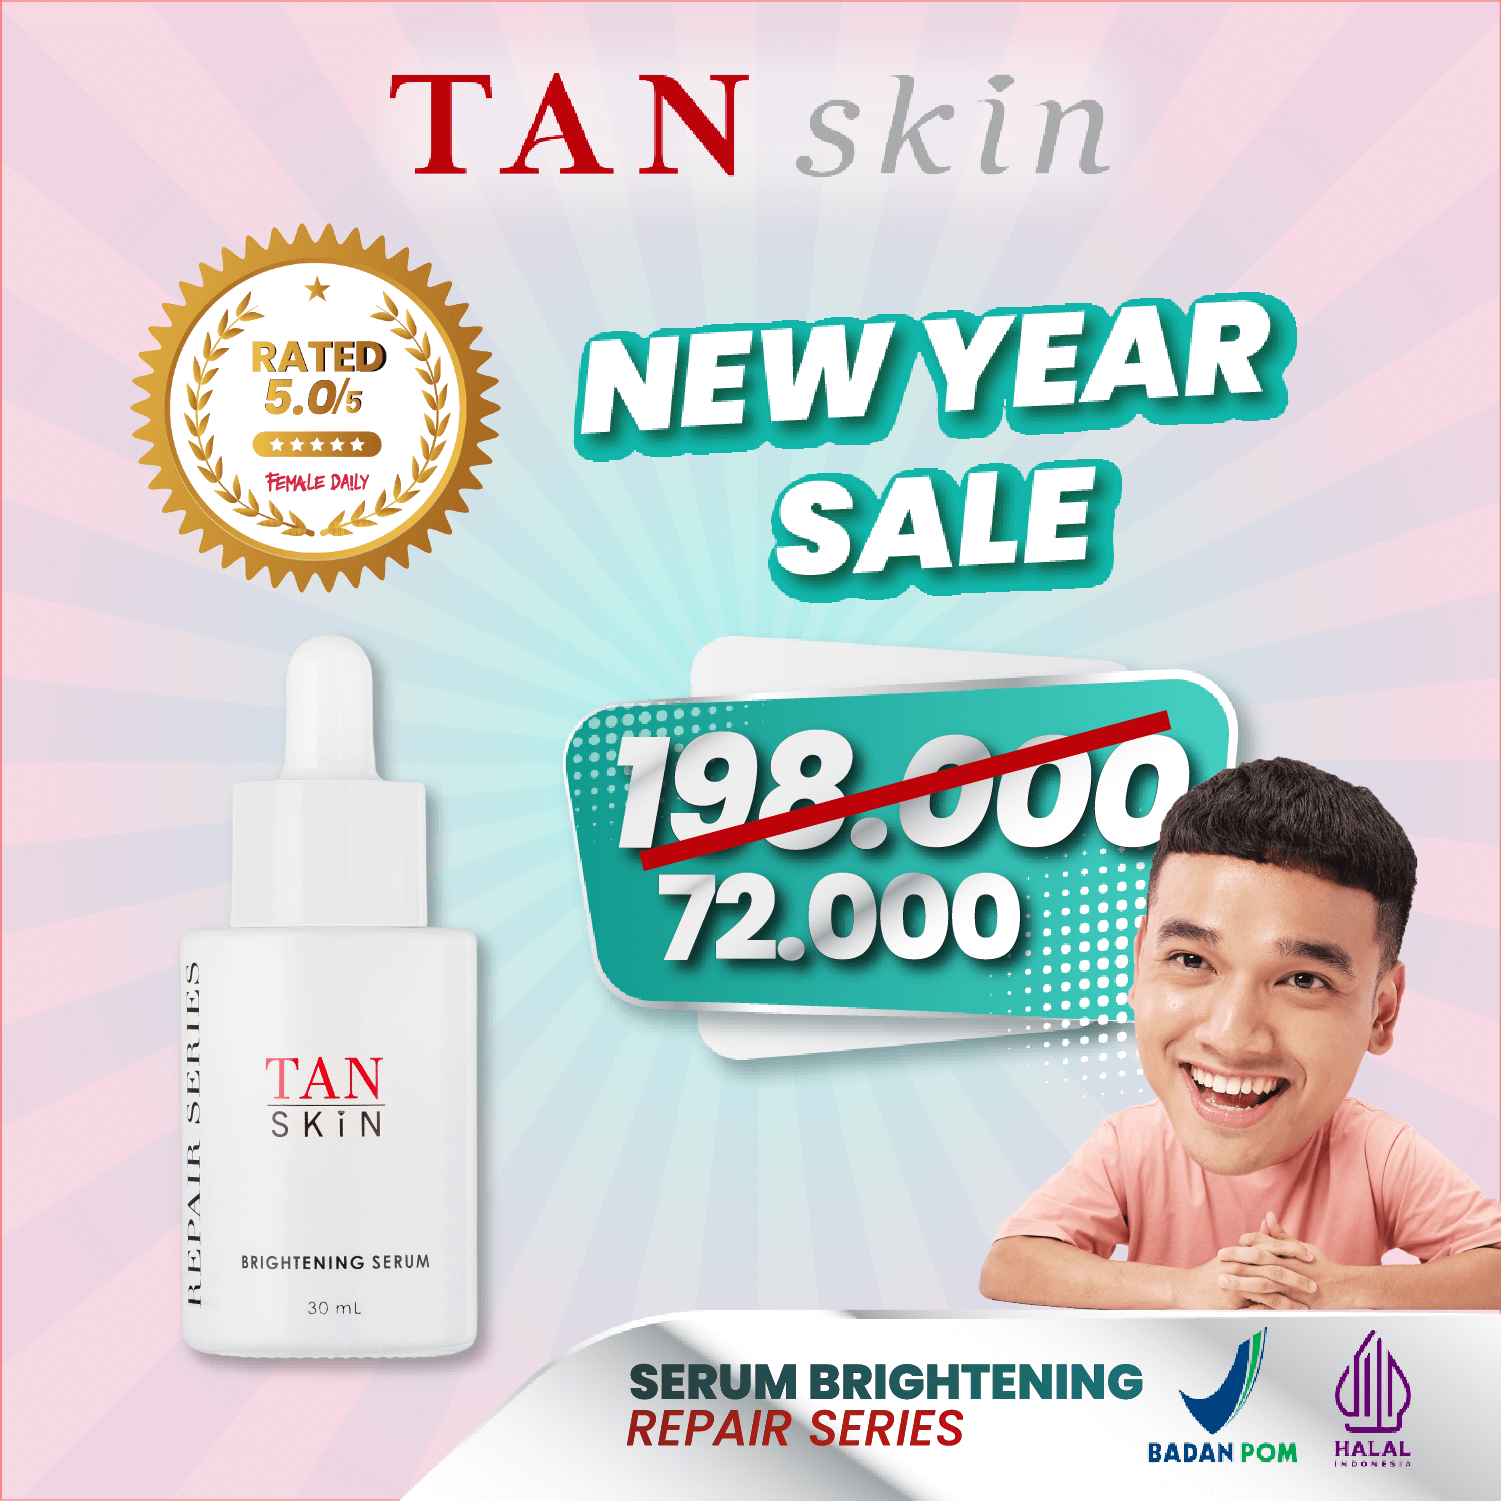 TAN skin
RATED
5.0/5
FEMALE DAILY
NEW YEAR
SALE
198.000
72.000
REPAIR SERIES
TAN
SKIN
BRIGHTENING SERUM
30 mL
SERUM BRIGHTENING
REPAIR SERIES
BADAN POM
HALAL
INDONESIA